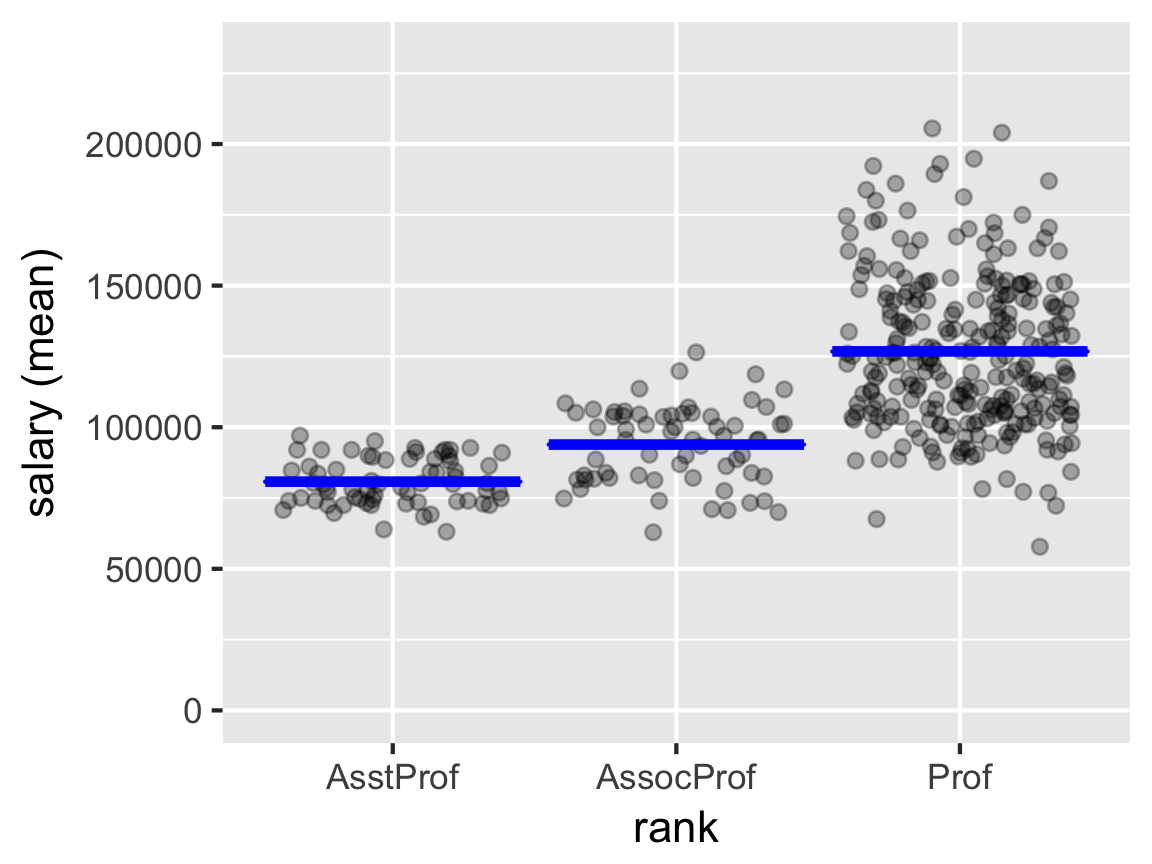 salary (mean)
200000
150000
100000
50000
0
AsstProf
AssocProf
Prof
rank